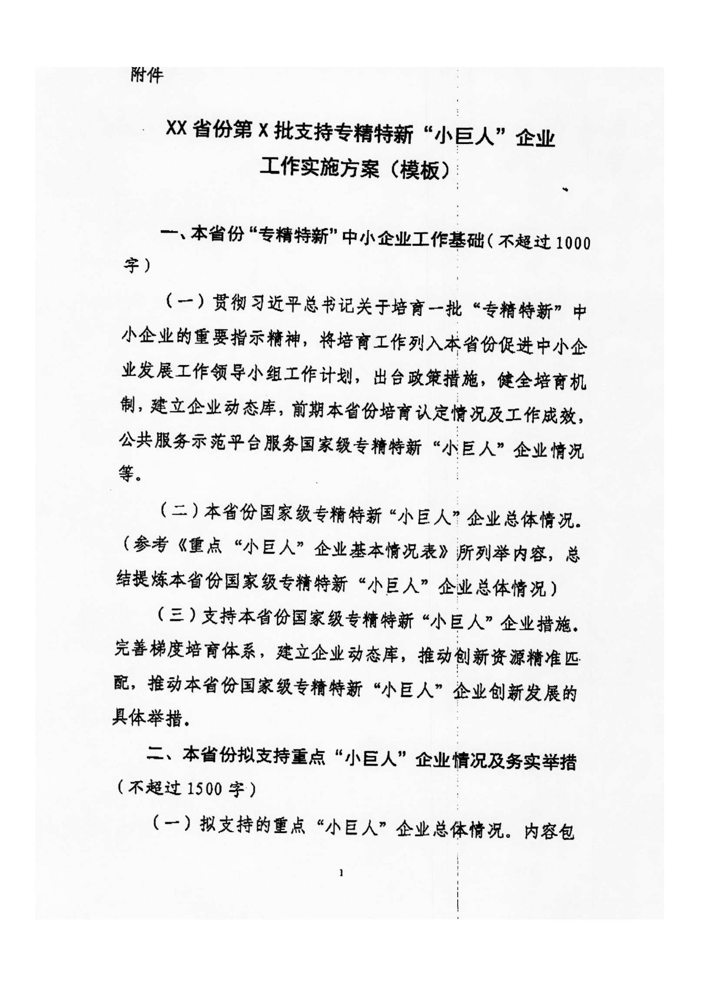 附件
XX省份第X批支持专精特新“小巨人”企业
工作实施方案（模板）
一、本省份“专精特新”中小企业工作基础（不超过1000
字）
（一）贯彻习近平总书记关于培育一批“专精特新”中
小企业的重要指示精神，将培育工作列入本省份促进中小企
业发展工作领导小组工作计划，出台政策措施，健全培育机
制，建立企业动态库，前期本省份培育认定情况及工作成效，
公共服务示范平台服务国家级专精特新“小巨人”企业情况
等。
（二）本省份国家级专精特新“小巨人”企业总体情况。
（参考《重点“小巨人”企业基本情况表》所列举内容，总
结提炼本省份国家级专精特新“小巨人”企业总体情况）
（三）支持本省份国家级专精特新“小巨人”企业措施。
完善梯度培育体系，建立企业动态库，推动创新资源精准匹
配，推动本省份国家级专精特新“小巨人”企业创新发展的
具体举措。
二、本省份拟支持重点“小巨人”企业情况及务实举措
（不超过1500字）
（一）拟支持的重点“小巨人”企业总体情况。内容包
1